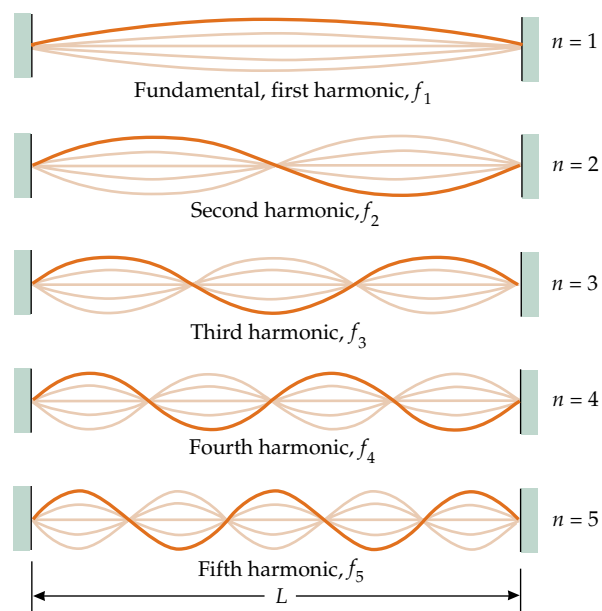 n = 1
Fundamental, first harmonic, f₁
n = 2
Second harmonic, f₂
n = 3
Third harmonic, f₃
n = 4
Fourth harmonic, f₄
n = 5
Fifth harmonic, f₅
L